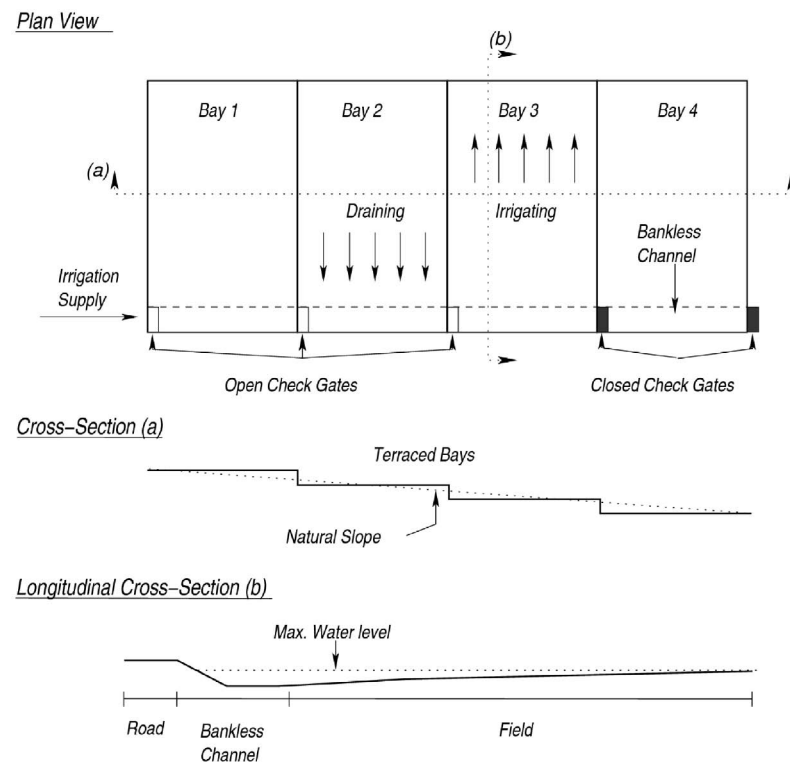 Plan View
(b)
Bay 1
Bay 2
Bay 3
Bay 4
(a)
Draining
Irrigating
Bankless
Channel
Irrigation
Supply
Open Check Gates
Closed Check Gates
Cross-Section (a)
Terraced Bays
Natural Slope
Longitudinal Cross-Section (b)
Max. Water level
Road
Bankless
Channel
Field